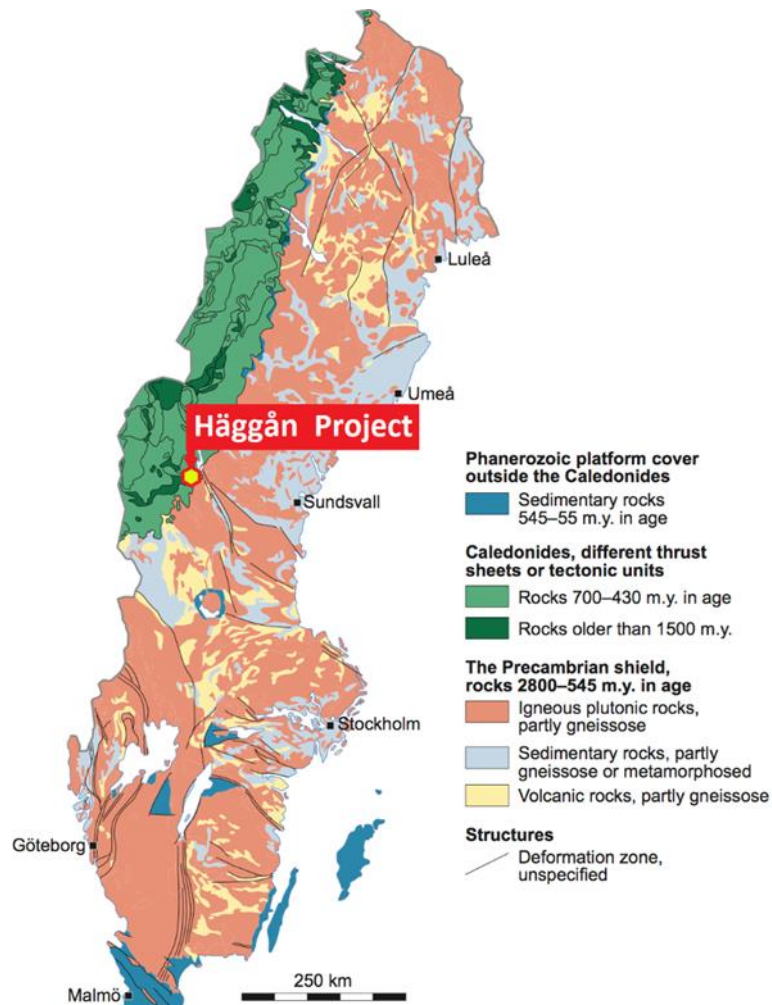 Luleå
Umeå
Häggån Project
Sundsvall
Stockholm
Göteborg
Malmö
250 km
Phanerozoic platform cover
outside the Caledonides
Sedimentary rocks
545–55 m.y. in age
Caledonides, different thrust
sheets or tectonic units
Rocks 700–430 m.y. in age
Rocks older than 1500 m.y.
The Precambrian shield,
rocks 2800–545 m.y. in age
Igneous plutonic rocks,
partly gneissose
Sedimentary rocks, partly
gneissose or metamorphosed
Volcanic rocks, partly gneissose
Structures
Deformation zone,
unspecified